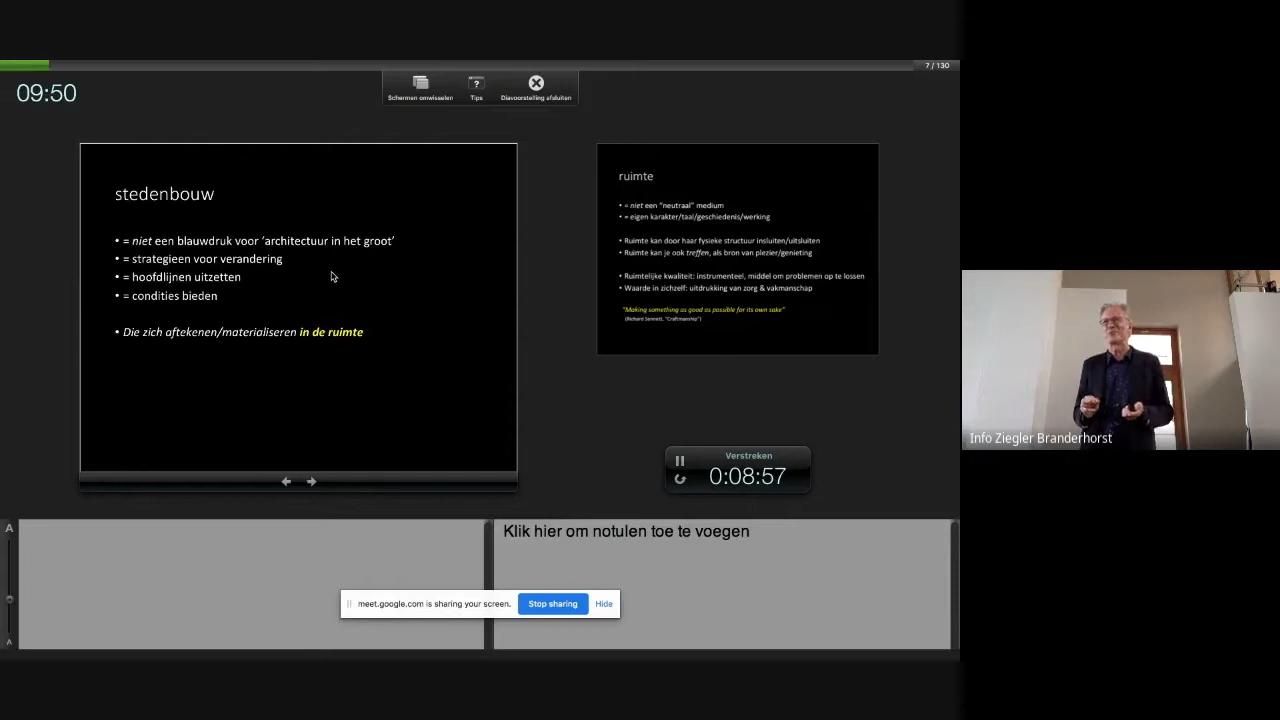 7 / 130
09:50
Schermen omwisselen
?
Tips
Diavoorstelling afsluiten
stedenbouw
• = niet een blauwdruk voor ‘architectuur in het groot’
• = strategieen voor verandering
• = hoofdlijnen uitzetten
• = condities bieden
• Die zich aftekenen/materialiseren in de ruimte
ruimte
• = niet een “neutraal” medium
• = eigen karakter/taal/geschiedenis/werking
• Ruimte kan door haar fysieke structuur insluiten/uitsluiten
• Ruimte kan je ook treffen, als bron van plezier/genieting
• Ruimtelijke kwaliteit: instrumenteel, middel om problemen op te lossen
• Waarde in zichzelf: uitdrukking van zorg & vakmanschap
"Making something as good as possible for its own sake"
(Richard Sennett, "Craftmanship")
Info Ziegler Branderhorst
Verstreken
0:08:57
A
Klik hier om notulen toe te voegen
meet.google.com is sharing your screen.
Stop sharing
Hide
A